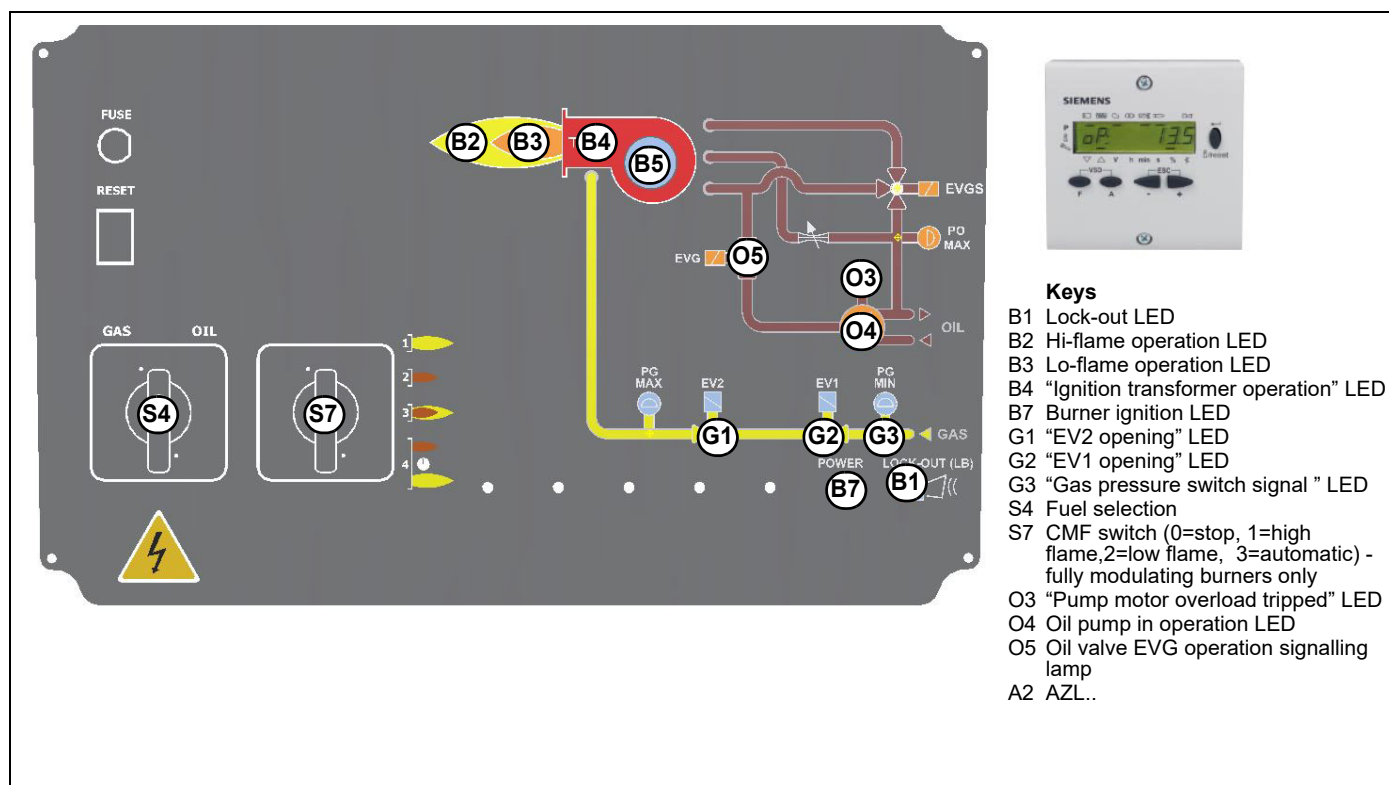 FUSE
RESET
GAS OIL
S4
S7
1
2
3
4
B2
B3
B4
B5
EVGS
PO
MAX
EVG
O5
O3
O4
OIL
PG
MAX
EV2
EV1
PG
MIN
G1
G2
G3
GAS
POWER
LOCK-OUT (LB)
B7
B1
SIEMENS
oP. 13.5
V h min s %
VSD ESC
F A - +
Keys
B1 Lock-out LED
B2 Hi-flame operation LED
B3 Lo-flame operation LED
B4 “Ignition transformer operation” LED
B7 Burner ignition LED
G1 “EV2 opening” LED
G2 “EV1 opening” LED
G3 “Gas pressure switch signal ” LED
S4 Fuel selection
S7 CMF switch (0=stop, 1=high
flame,2=low flame, 3=automatic) -
fully modulating burners only
O3 “Pump motor overload tripped” LED
O4 Oil pump in operation LED
O5 Oil valve EVG operation signalling
lamp
A2 AZL..